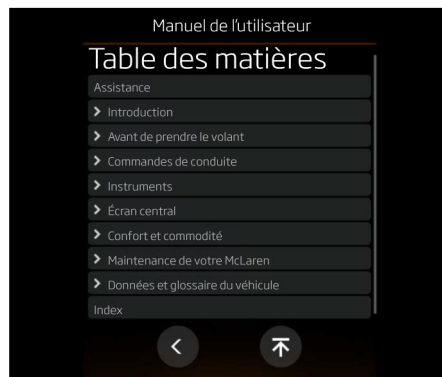 Manuel de l'utilisateur
Table des matières
Assistance
Introduction
Avant de prendre le volant
Commandes de conduite
Instruments
Écran central
Confort et commodité
Maintenance de votre McLaren
Données et glossaire du véhicule
Index